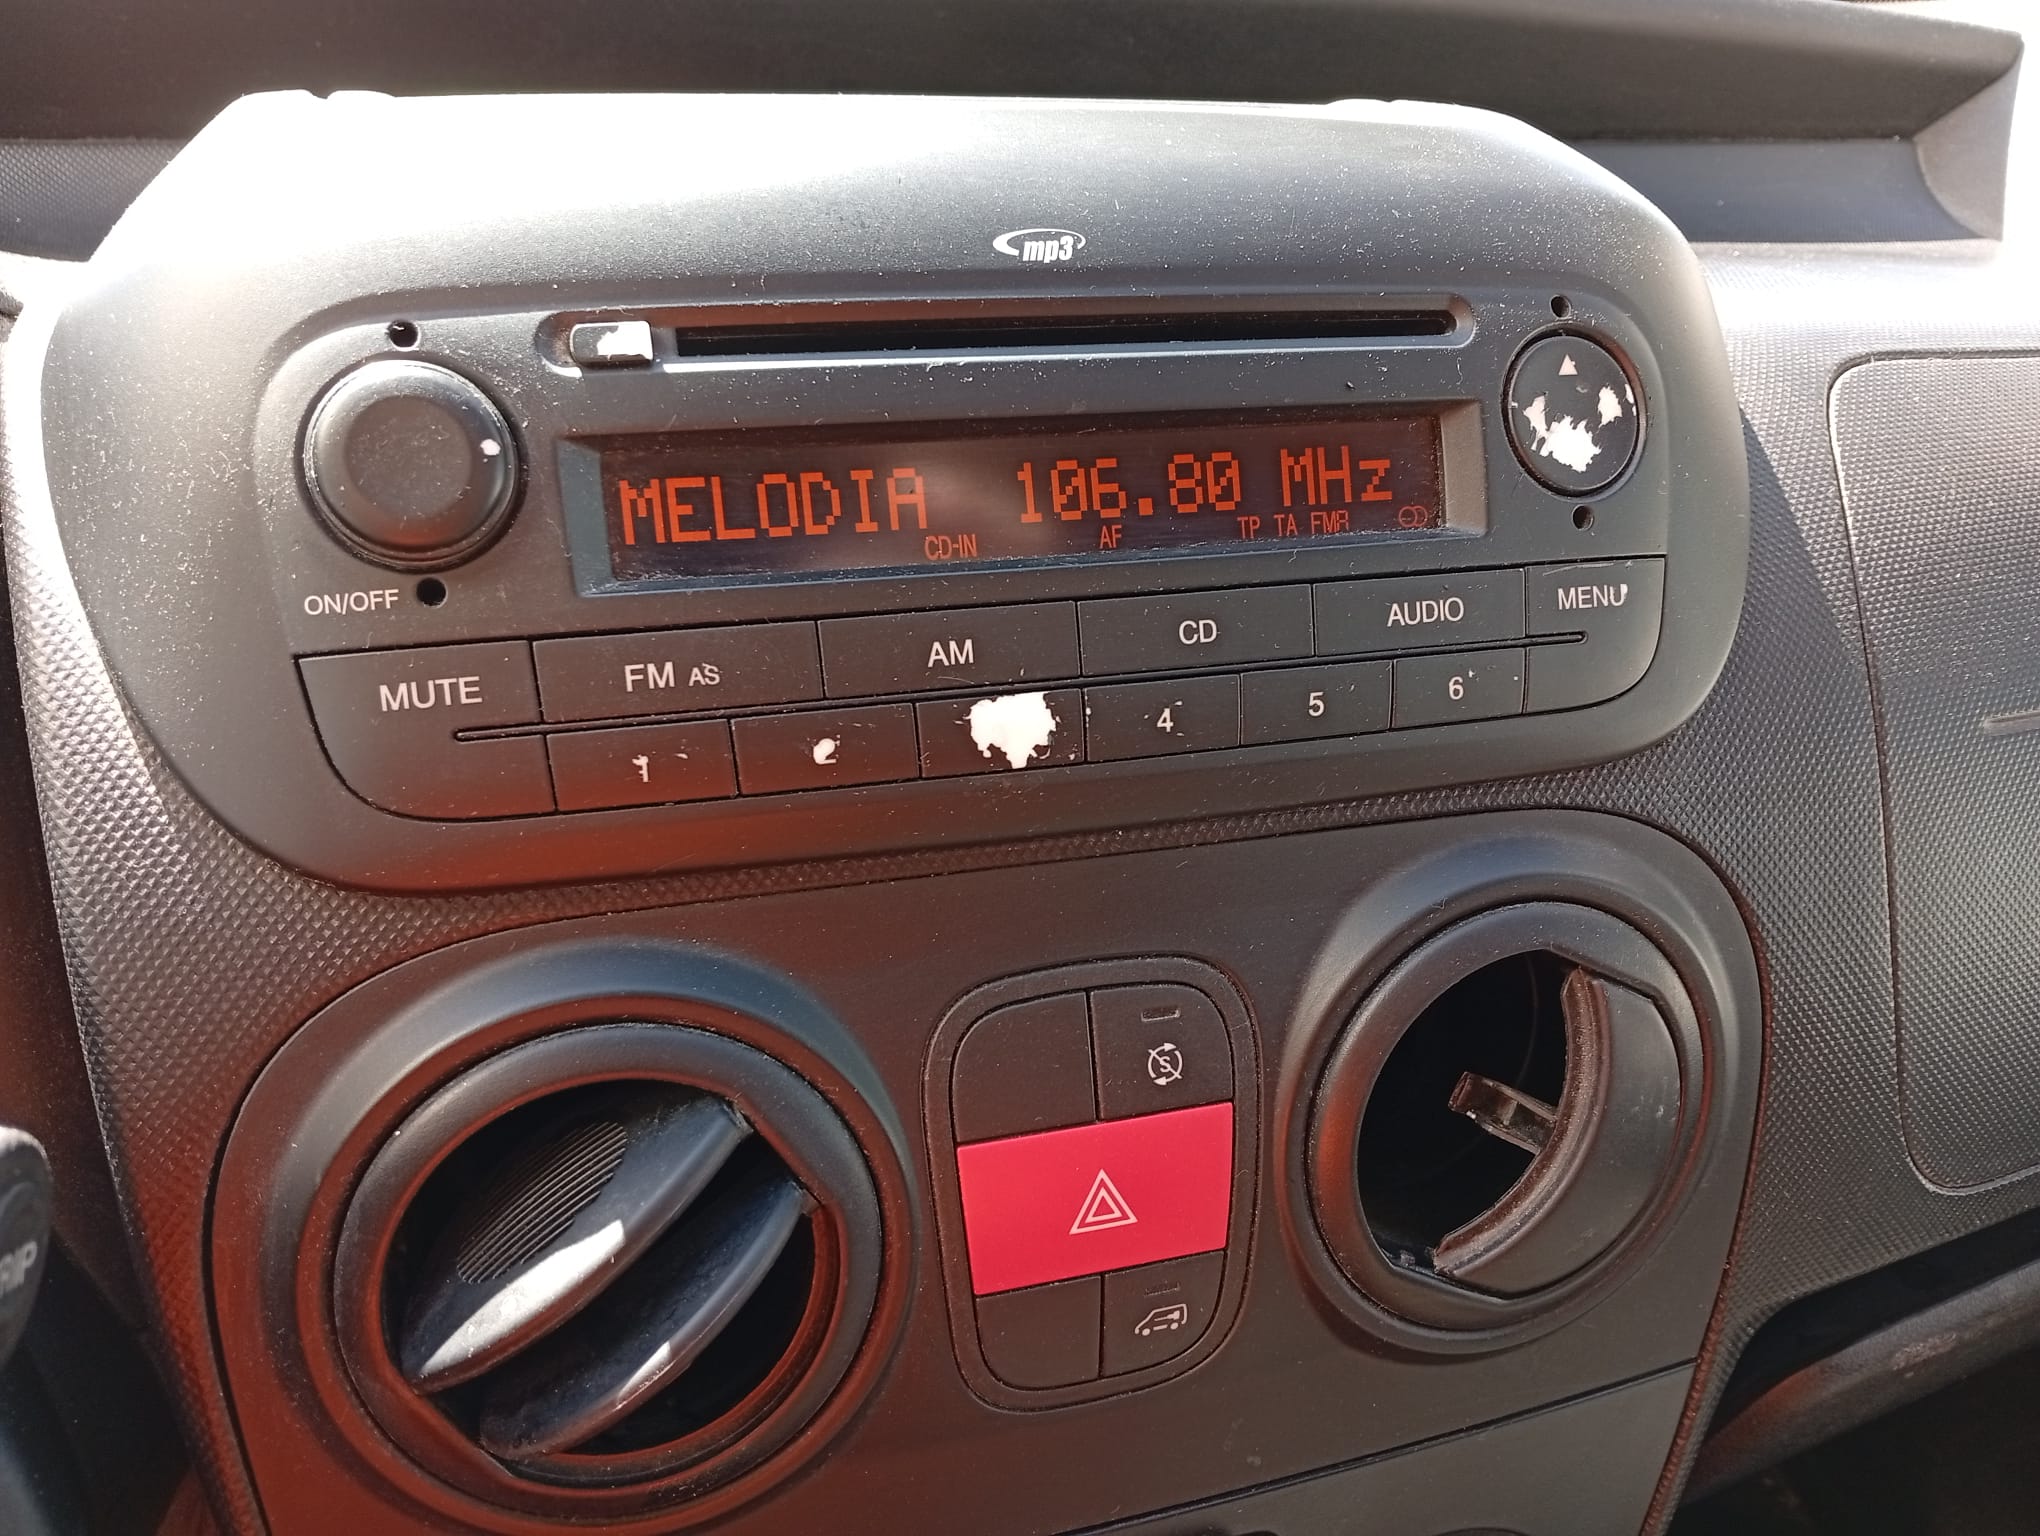 mp3
MELODIA 106.80 MHz
CD-IN AF TP TA FMA
ON/OFF
MUTE FM AS AM CD AUDIO MENU
1 2 4 5 6
S